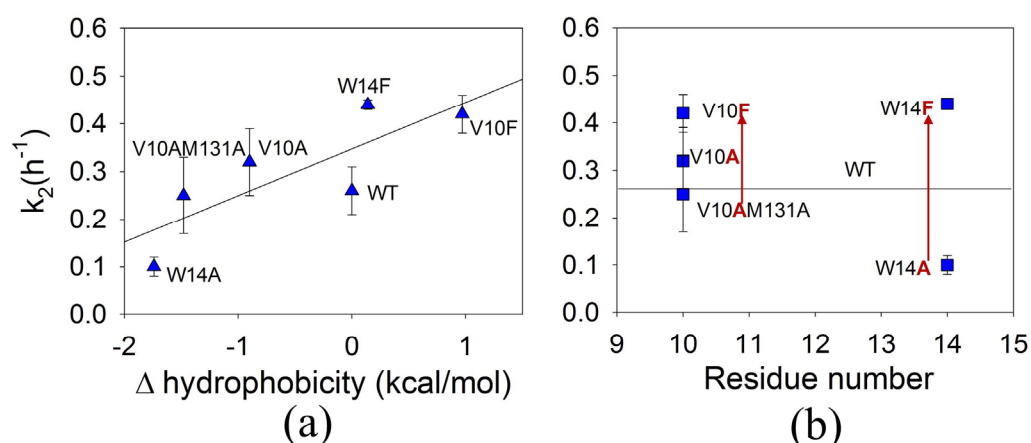 0.6
0.5
0.4
0.3
0.2
0.1
0.0
k2(h-1)
W14F
V10F
V10AM131A
V10A
WT
W14A
-2 -1 0 1
Δ hydrophobicity (kcal/mol)
(a)
0.6
0.5
0.4
0.3
0.2
0.1
0.0
V10F
W14F
V10A
WT
V10AM131A
W14A
9 10 11 12 13 14 15
Residue number
(b)